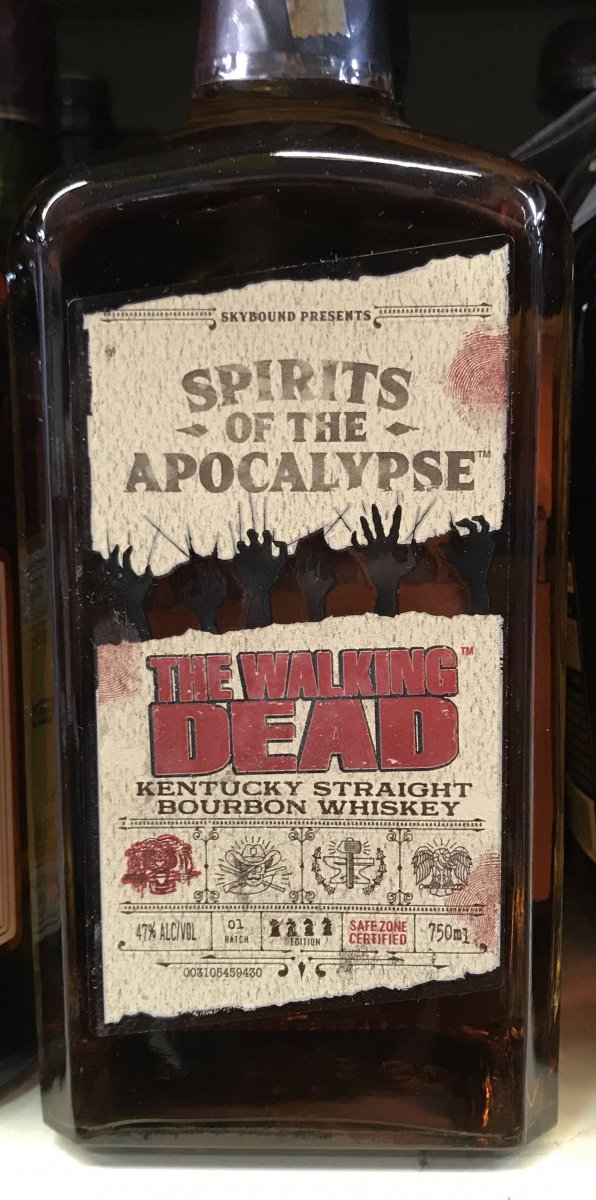 SKYBOUND PRESENTS
SPIRITS
OF THE
APOCALYPSE™
THE WALKING™
DEAD
KENTUCKY STRAIGHT
BOURBON WHISKEY
47% ALC/VOL
01
BATCH
EDITION
SAFE ZONE
CERTIFIED
750ml
003105459430